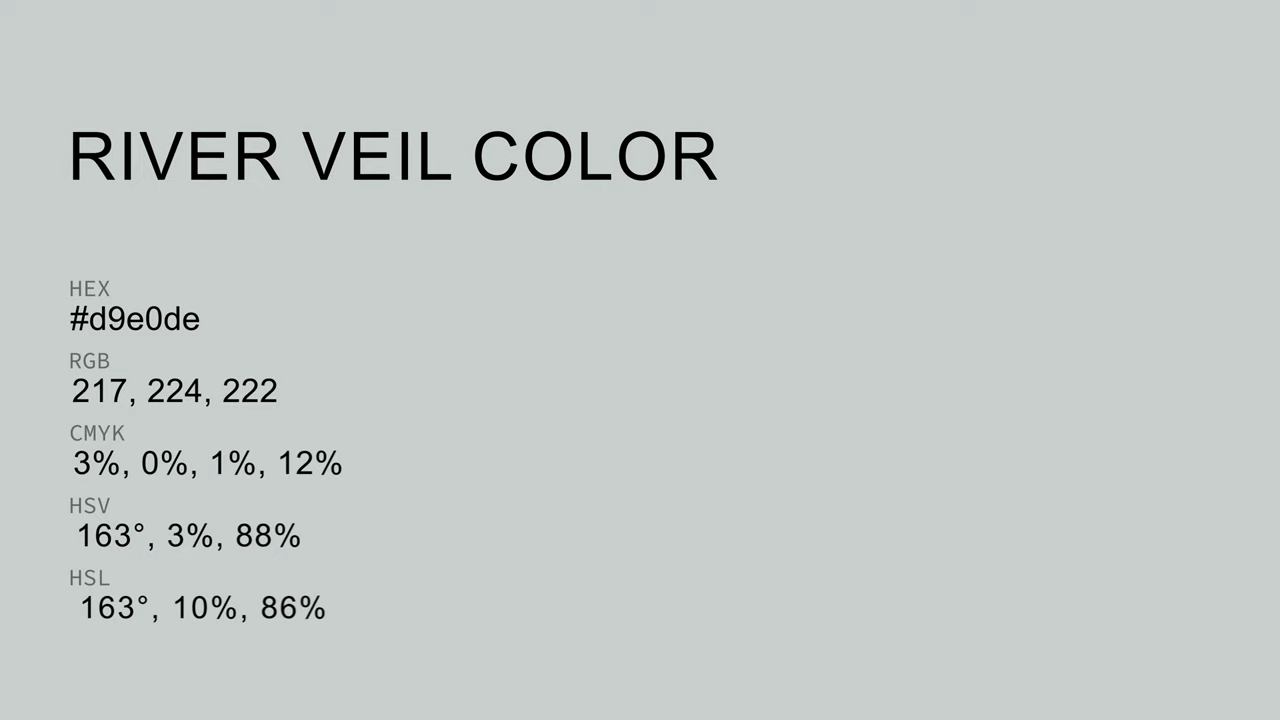 RIVER VEIL COLOR
HEX
#d9e0de
RGB
217, 224, 222
CMYK
3%, 0%, 1%, 12%
HSV
163°, 3%, 88%
HSL
163°, 10%, 86%